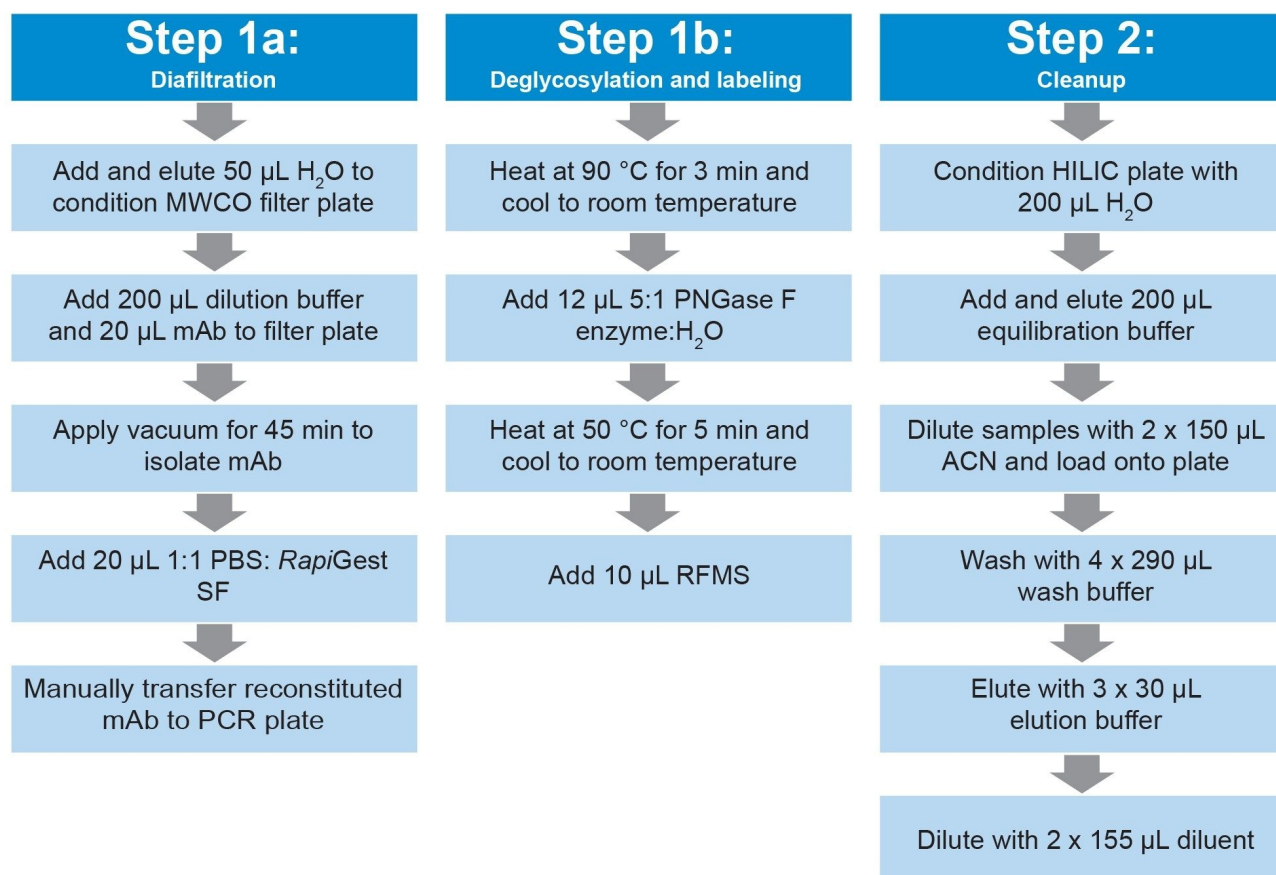 Step 1a:
Diafiltration
Add and elute 50 µL H₂O to
condition MWCO filter plate
Add 200 µL dilution buffer
and 20 µL mAb to filter plate
Apply vacuum for 45 min to
isolate mAb
Add 20 µL 1:1 PBS: RapiGest
SF
Manually transfer reconstituted
mAb to PCR plate
Step 1b:
Deglycosylation and labeling
Heat at 90 °C for 3 min and
cool to room temperature
Add 12 µL 5:1 PNGase F
enzyme:H₂O
Heat at 50 °C for 5 min and
cool to room temperature
Add 10 µL RFMS
Step 2:
Cleanup
Condition HILIC plate with
200 µL H₂O
Add and elute 200 µL
equilibration buffer
Dilute samples with 2 x 150 µL
ACN and load onto plate
Wash with 4 x 290 µL
wash buffer
Elute with 3 x 30 µL
elution buffer
Dilute with 2 x 155 µL diluent